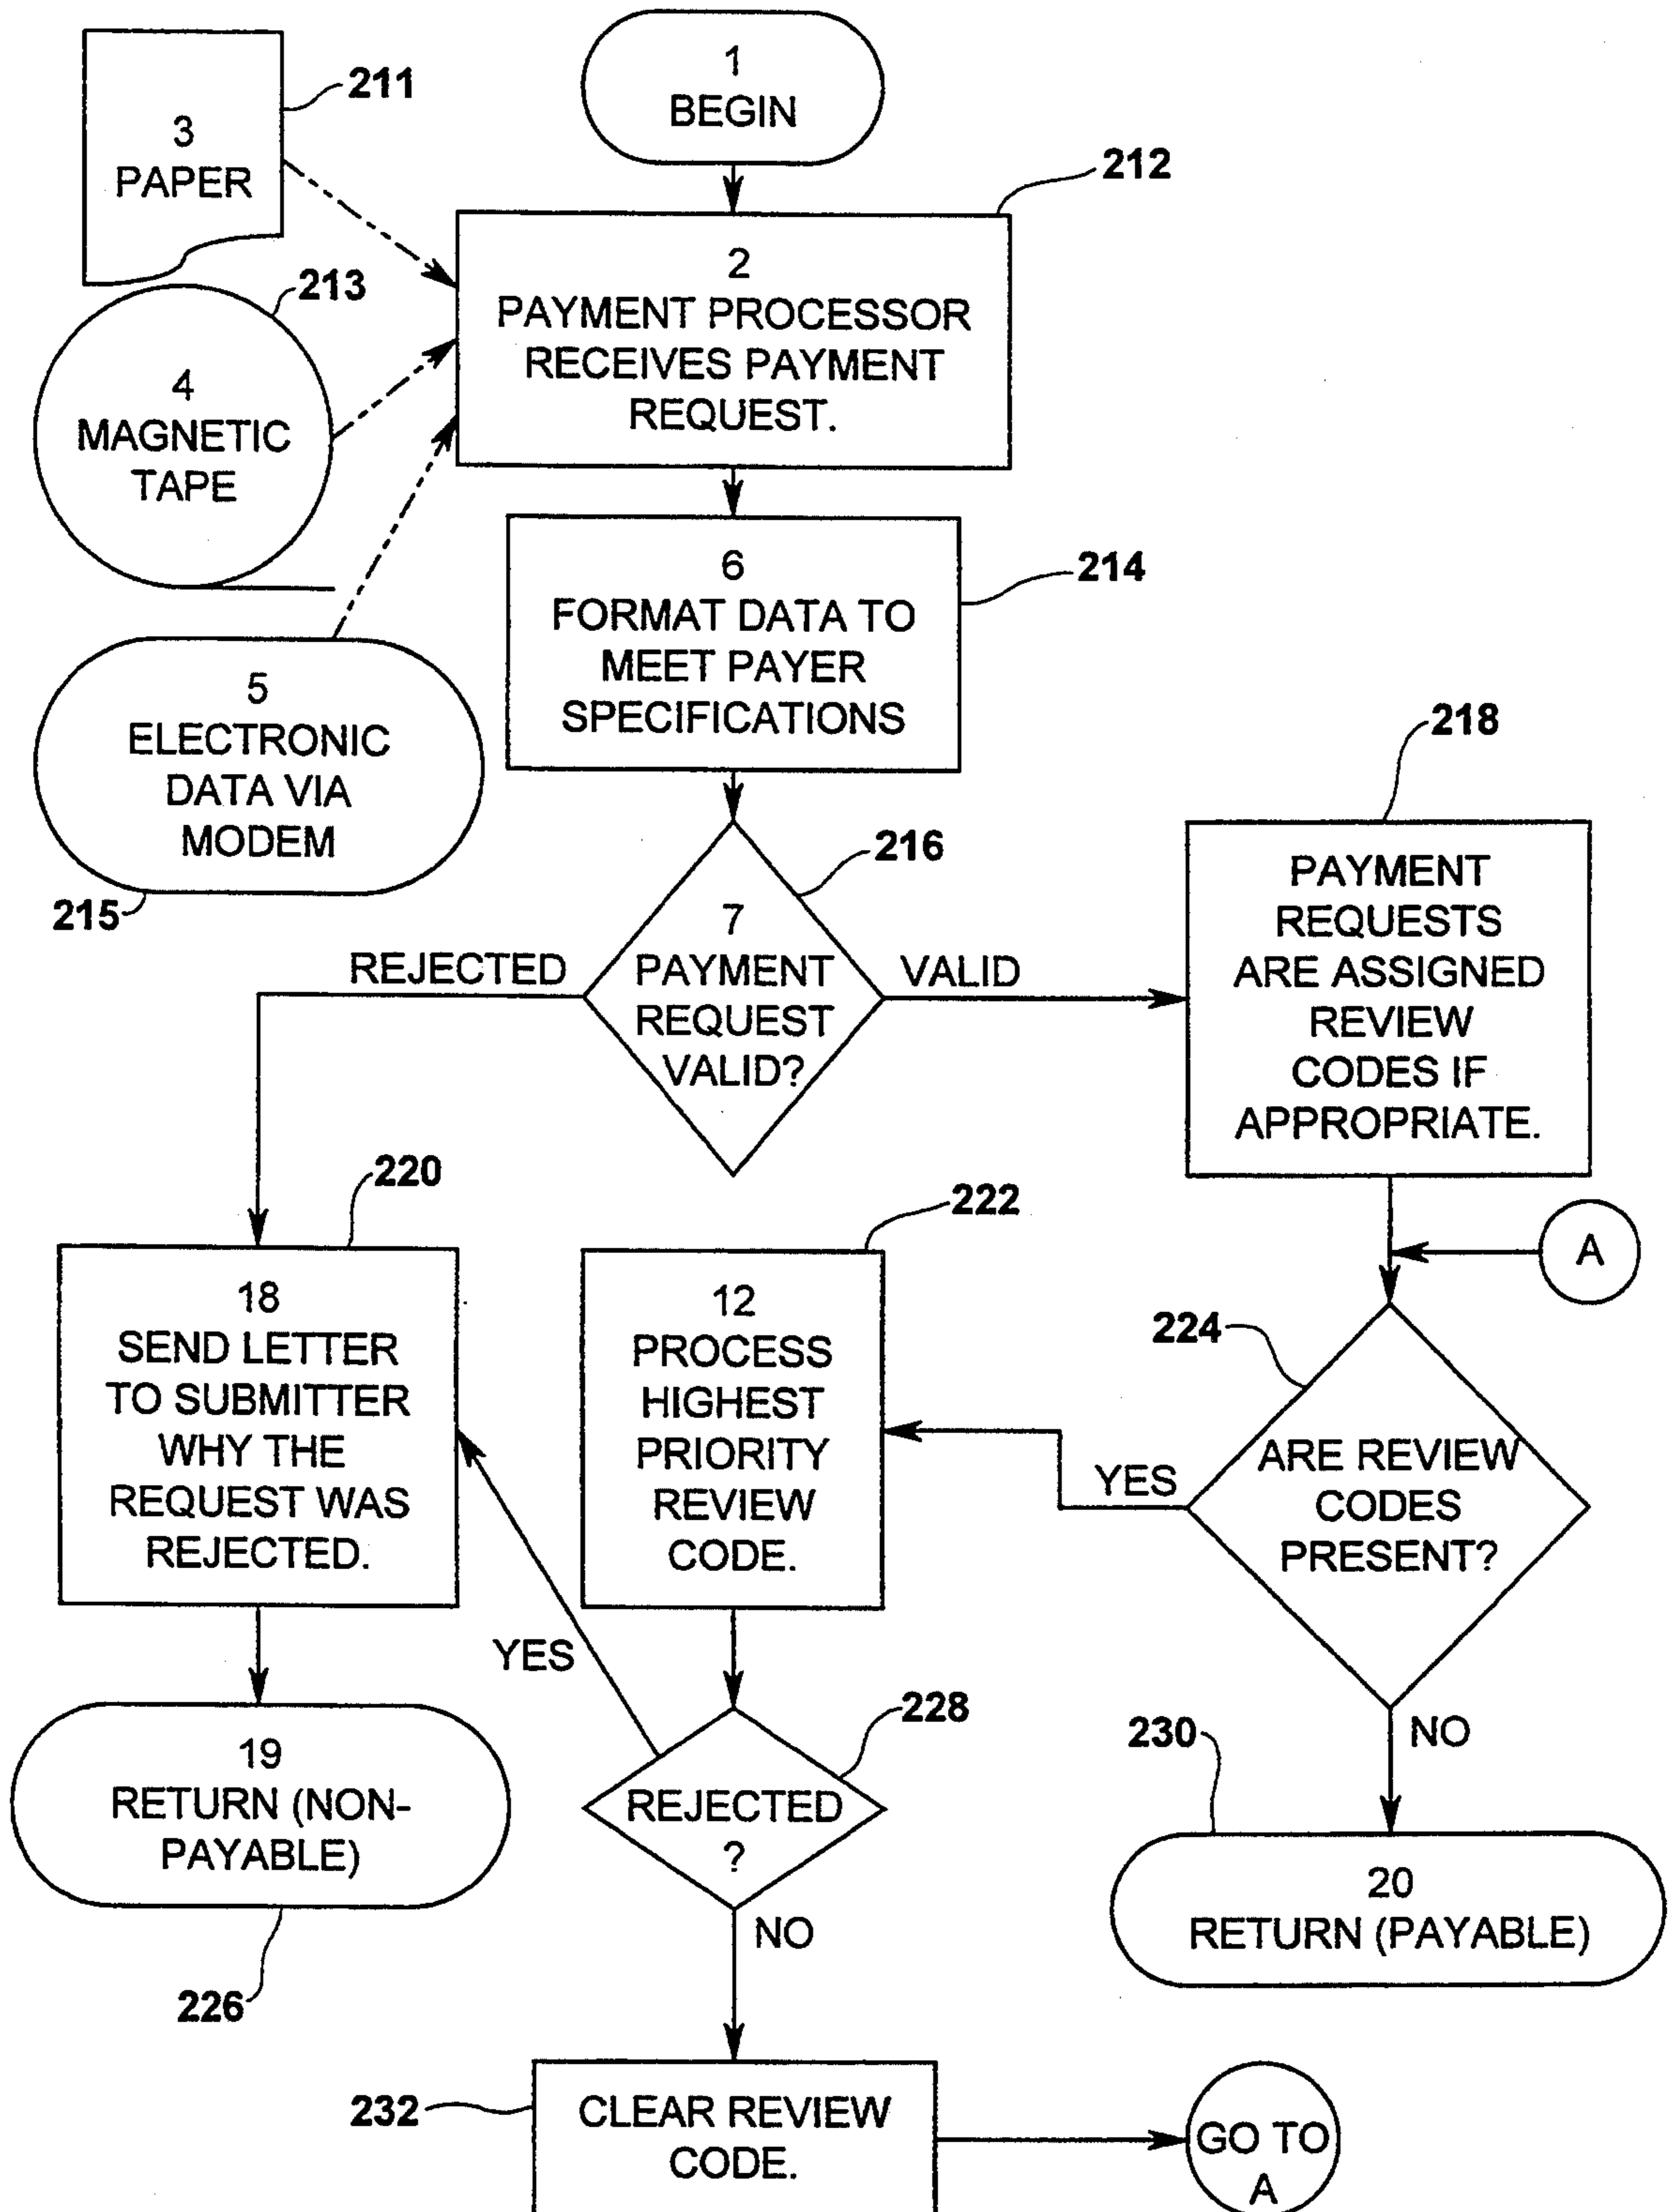 1
BEGIN
211
3
PAPER
212
2
PAYMENT PROCESSOR
RECEIVES PAYMENT
REQUEST.
213
4
MAGNETIC
TAPE
214
6
FORMAT DATA TO
MEET PAYER
SPECIFICATIONS
5
ELECTRONIC
DATA VIA
MODEM
215
216
7
PAYMENT
REQUEST
VALID?
REJECTED
VALID
218
PAYMENT
REQUESTS
ARE ASSIGNED
REVIEW
CODES IF
APPROPRIATE.
A
220
18
SEND LETTER
TO SUBMITTER
WHY THE
REQUEST WAS
REJECTED.
222
12
PROCESS
HIGHEST
PRIORITY
REVIEW
CODE.
224
ARE REVIEW
CODES
PRESENT?
YES
NO
YES
228
REJECTED
?
NO
19
RETURN (NON-
PAYABLE)
226
230
20
RETURN (PAYABLE)
232
CLEAR REVIEW
CODE.
GO TO
A